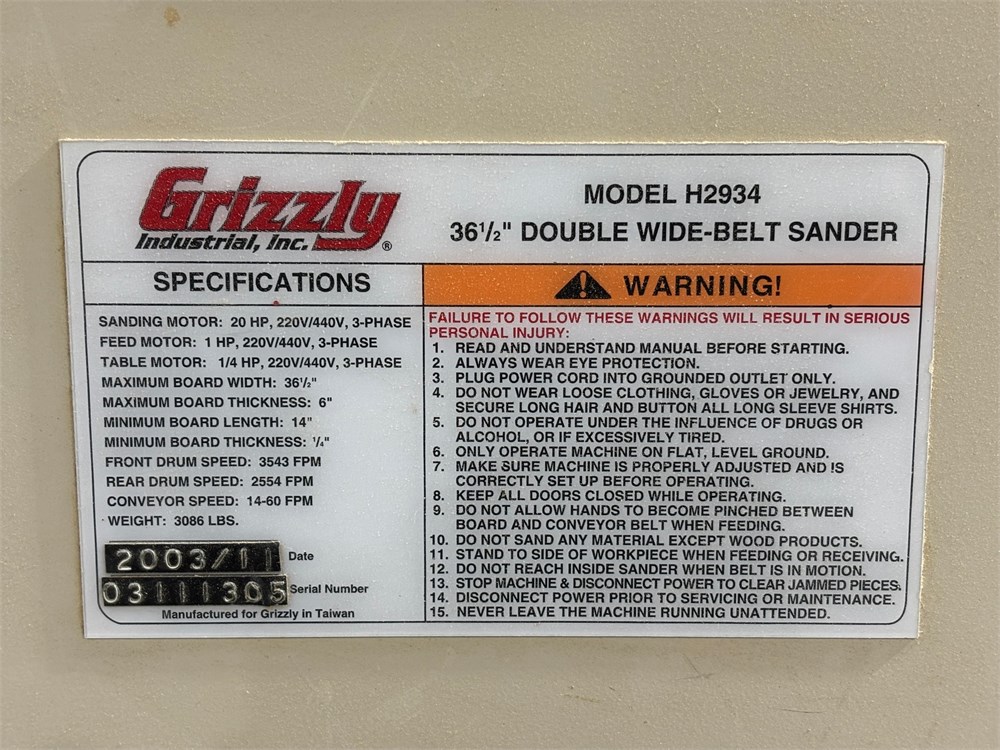 Grizzly
Industrial, Inc. ®
MODEL H2934
36 1/2" DOUBLE WIDE-BELT SANDER
SPECIFICATIONS
SANDING MOTOR: 20 HP, 220V/440V, 3-PHASE
FEED MOTOR: 1 HP, 220V/440V, 3-PHASE
TABLE MOTOR: 1/4 HP, 220V/440V, 3-PHASE
MAXIMUM BOARD WIDTH: 36 1/2"
MAXIMUM BOARD THICKNESS: 6"
MINIMUM BOARD LENGTH: 14"
MINIMUM BOARD THICKNESS: 1/4"
FRONT DRUM SPEED: 3543 FPM
REAR DRUM SPEED: 2554 FPM
CONVEYOR SPEED: 14-60 FPM
WEIGHT: 3086 LBS.
2003/11 Date
03111305 Serial Number
Manufactured for Grizzly in Taiwan
WARNING!
FAILURE TO FOLLOW THESE WARNINGS WILL RESULT IN SERIOUS
PERSONAL INJURY:
1. READ AND UNDERSTAND MANUAL BEFORE STARTING.
2. ALWAYS WEAR EYE PROTECTION.
3. PLUG POWER CORD INTO GROUNDED OUTLET ONLY.
4. DO NOT WEAR LOOSE CLOTHING, GLOVES OR JEWELRY, AND
SECURE LONG HAIR AND BUTTON ALL LONG SLEEVE SHIRTS.
5. DO NOT OPERATE UNDER THE INFLUENCE OF DRUGS OR
ALCOHOL, OR IF EXCESSIVELY TIRED.
6. ONLY OPERATE MACHINE ON FLAT, LEVEL GROUND.
7. MAKE SURE MACHINE IS PROPERLY ADJUSTED AND IS
CORRECTLY SET UP BEFORE OPERATING.
8. KEEP ALL DOORS CLOSED WHILE OPERATING.
9. DO NOT ALLOW HANDS TO BECOME PINCHED BETWEEN
BOARD AND CONVEYOR BELT WHEN FEEDING.
10. DO NOT SAND ANY MATERIAL EXCEPT WOOD PRODUCTS.
11. STAND TO SIDE OF WORKPIECE WHEN FEEDING OR RECEIVING.
12. DO NOT REACH INSIDE SANDER WHEN BELT IS IN MOTION.
13. STOP MACHINE & DISCONNECT POWER TO CLEAR JAMMED PIECES.
14. DISCONNECT POWER PRIOR TO SERVICING OR MAINTENANCE.
15. NEVER LEAVE THE MACHINE RUNNING UNATTENDED.